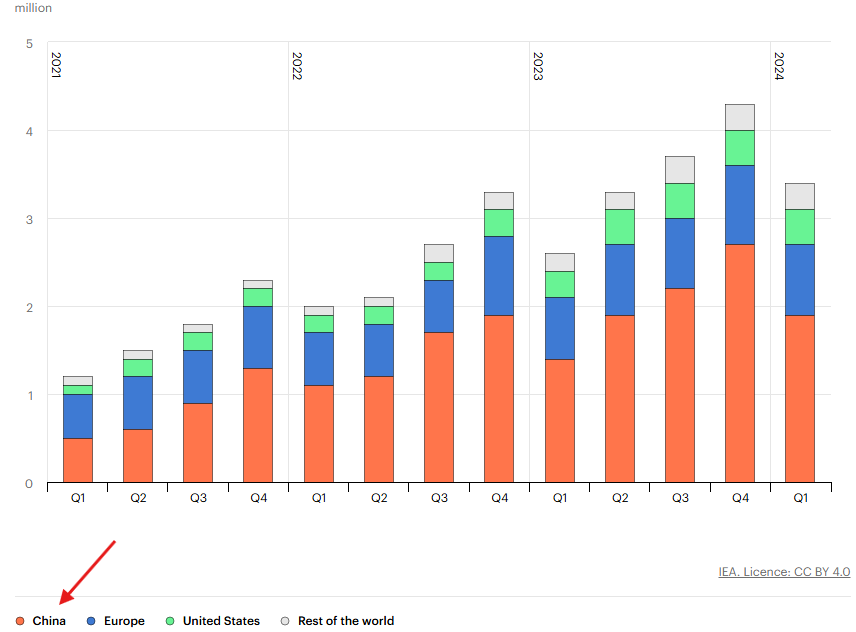 million
5
2021
2022
2023
2024
4
3
2
1
0
Q1 Q2 Q3 Q4 Q1 Q2 Q3 Q4 Q1 Q2 Q3 Q4 Q1
IEA. Licence: CC BY 4.0
China Europe United States Rest of the world